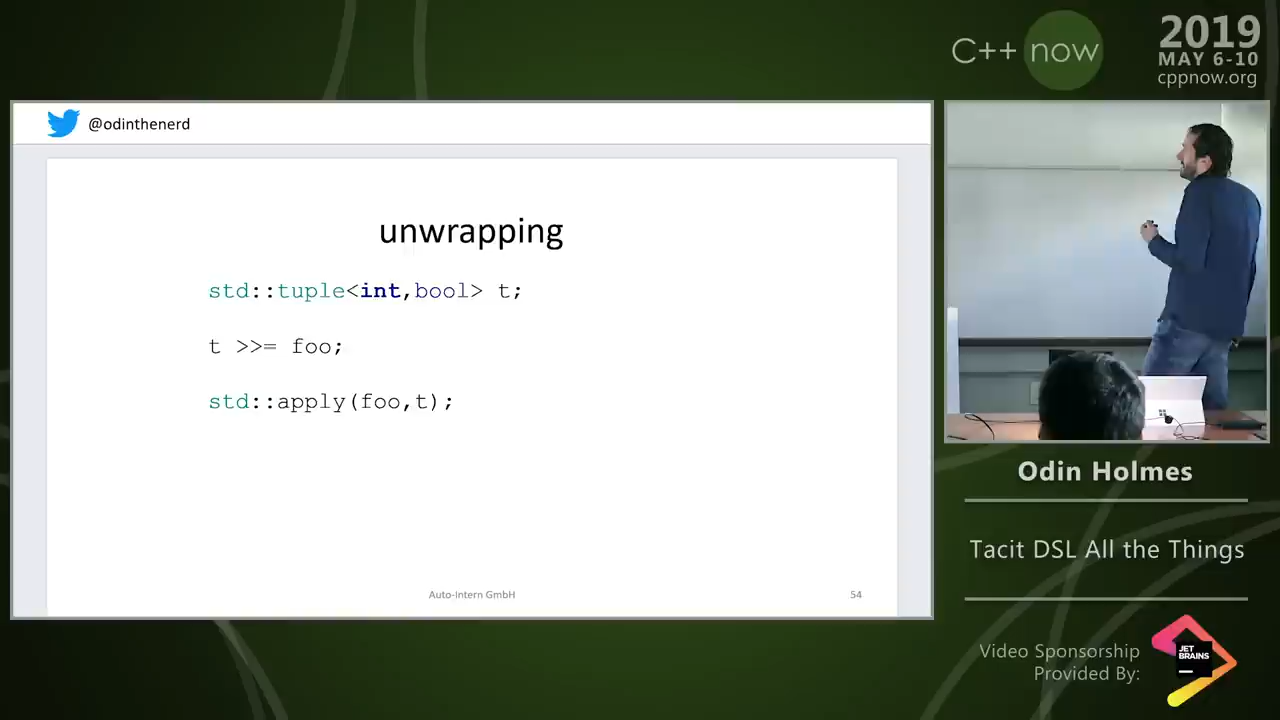 C++ now
2019
MAY 6-10
cppnow.org
@odinthenerd
unwrapping
std::tuple<int,bool> t;
t >>= foo;
std::apply(foo,t);
Auto-Intern GmbH
54
Odin Holmes
Tacit DSL All the Things
Video Sponsorship
Provided By:
JET
BRAINS